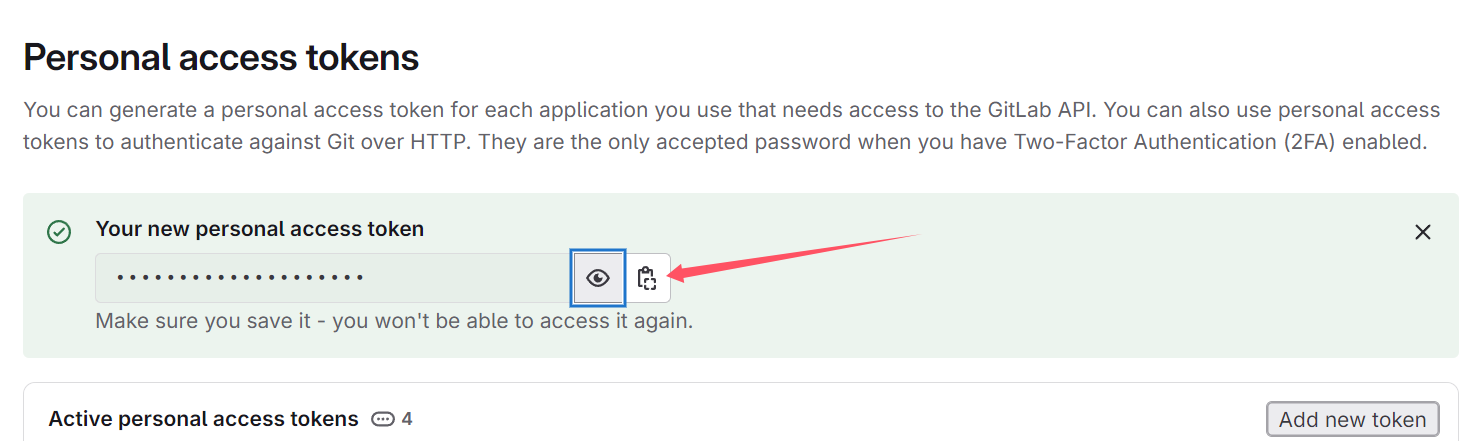 Personal access tokens
You can generate a personal access token for each application you use that needs access to the GitLab API. You can also use personal access
tokens to authenticate against Git over HTTP. They are the only accepted password when you have Two-Factor Authentication (2FA) enabled.
Your new personal access token
Make sure you save it - you won't be able to access it again.
Active personal access tokens 4
Add new token